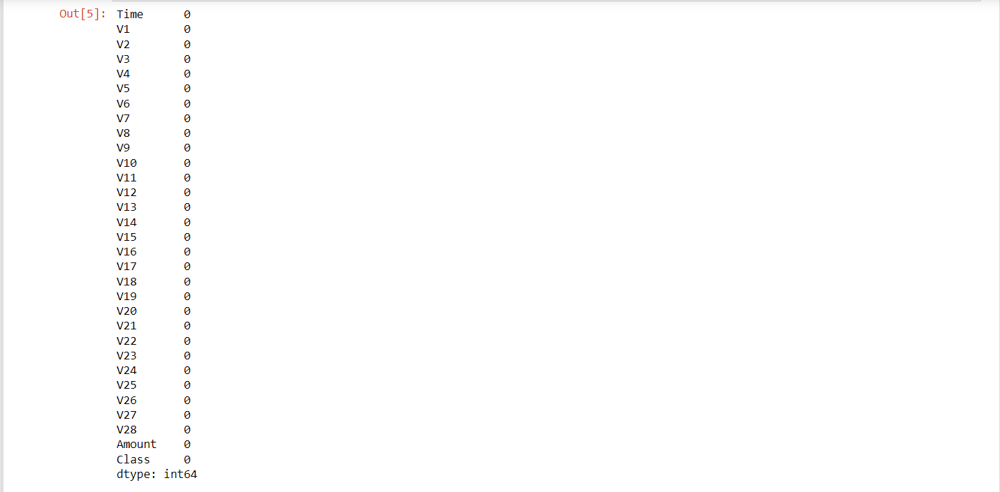 Out[5]: Time 0
V1 0
V2 0
V3 0
V4 0
V5 0
V6 0
V7 0
V8 0
V9 0
V10 0
V11 0
V12 0
V13 0
V14 0
V15 0
V16 0
V17 0
V18 0
V19 0
V20 0
V21 0
V22 0
V23 0
V24 0
V25 0
V26 0
V27 0
V28 0
Amount 0
Class 0
dtype: int64